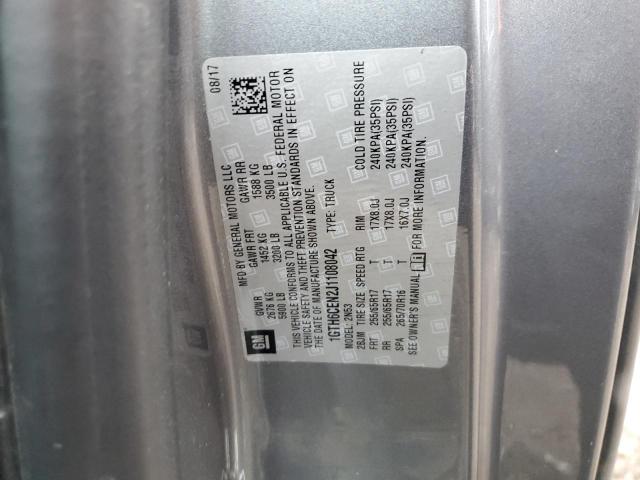 MFD BY GENERAL MOTORS LLC 08/17
GVWR GAWR FRT GAWR RR
2676 KG 1452 KG 1588 KG
5900 LB 3200 LB 3500 LB
THIS VEHICLE CONFORMS TO ALL APPLICABLE U.S. FEDERAL MOTOR
VEHICLE SAFETY AND THEFT PREVENTION STANDARDS IN EFFECT ON
THE DATE OF MANUFACTURE SHOWN ABOVE.
GM
1GTH6CEN2J1108042 TYPE: TRUCK
MODEL: 2N53
2BJM TIRE SIZE SPEED RTG RIM COLD TIRE PRESSURE
FRT 255/65R17 T 17X8.0J 240KPA(35PSI)
RR 255/65R17 T 17X8.0J 240KPA(35PSI)
SPA 265/70R16 T 16X7.0J 240KPA(35PSI)
SEE OWNER'S MANUAL FOR MORE INFORMATION.